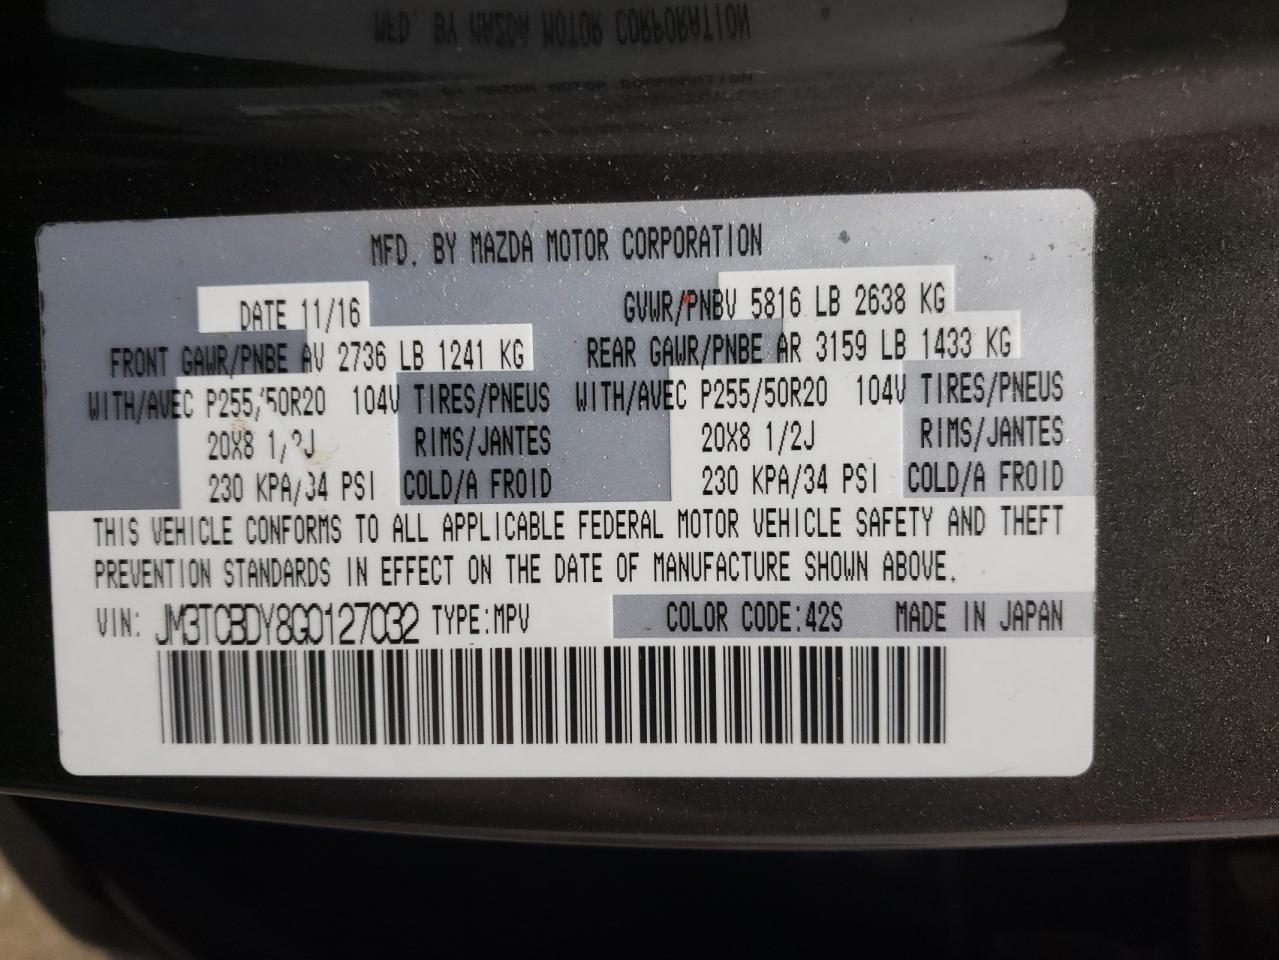 MFD. BY MAZDA MOTOR CORPORATION
DATE 11/16 GVWR/PNBV 5816 LB 2638 KG
FRONT GAWR/PNBE AV 2736 LB 1241 KG REAR GAWR/PNBE AR 3159 LB 1433 KG
WITH/AVEC P255/50R20 104V TIRES/PNEUS WITH/AVEC P255/50R20 104V TIRES/PNEUS
20X8 1/2J RIMS/JANTES 20X8 1/2J RIMS/JANTES
230 KPA/34 PSI COLD/A FROID 230 KPA/34 PSI COLD/A FROID
THIS VEHICLE CONFORMS TO ALL APPLICABLE FEDERAL MOTOR VEHICLE SAFETY AND THEFT
PREVENTION STANDARDS IN EFFECT ON THE DATE OF MANUFACTURE SHOWN ABOVE.
VIN: JM3TCBDY8G0127032 TYPE:MPV COLOR CODE:42S MADE IN JAPAN